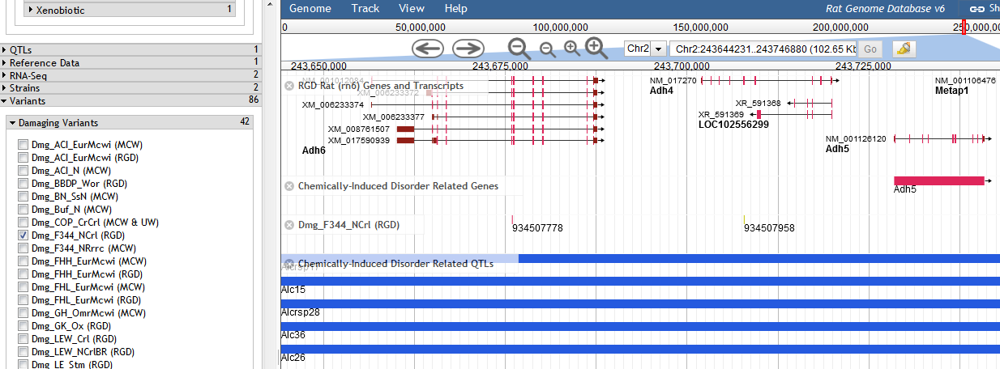 Xenobiotic 1
QTLs 1
Reference Data 1
RNA-Seq 2
Strains 2
Variants 86
Damaging Variants 42
Dmg_ACI_EurMcwi (MCW)
Dmg_ACI_EurMcwi (RGD)
Dmg_ACI_N (MCW)
Dmg_BBDP_Wor (RGD)
Dmg_BN_SsN (MCW)
Dmg_Buf_N (MCW)
Dmg_COP_CrCrl (MCW & UW)
Dmg_F344_NCrl (RGD)
Dmg_F344_NRrrc (MCW)
Dmg_FHH_EurMcwi (MCW)
Dmg_FHH_EurMcwi (RGD)
Dmg_FHL_EurMcwi (MCW)
Dmg_FHL_EurMcwi (RGD)
Dmg_GH_OmrMcwi (MCW)
Dmg_GK_Ox (RGD)
Dmg_LEW_Crl (RGD)
Dmg_LEW_NCrlBR (RGD)
Dmg_LE_Stm (RGD)
Genome Track View Help Rat Genome Database v6 Sh
0 50,000,000 100,000,000 150,000,000 200,000,000 250,000,00
Chr2 Chr2:243644231..243746880 (102.65 Kb Go
243,650,000 243,675,000 243,700,000 243,725,000
RGD Rat (rn6) Genes and Transcripts
XM_006233372
XM_006233374
XM_006233377
XM_008761507
XM_017590939
Adh6
NM_017270
Adh4
XR_591368
XR_591369
LOC102556299
NM_001106476
Metap1
NM_001126120
Adh5
Chemically-Induced Disorder Related Genes
Adh5
Dmg_F344_NCrl (RGD)
934507778 934507958
Chemically-Induced Disorder Related QTLs
Alc15
Alcrsp28
Alc36
Alc26